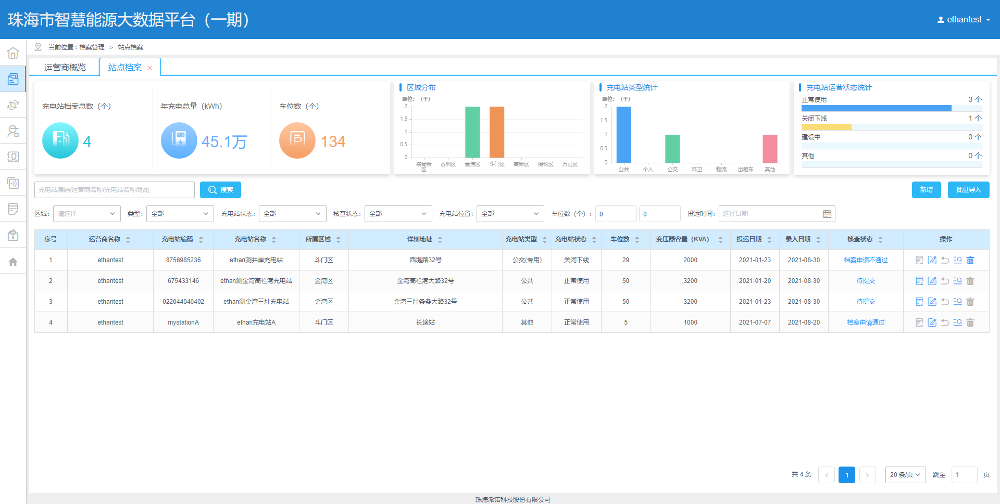 珠海市智慧能源大数据平台（一期）
ethantest
当前位置：档案管理 > 站点档案
运营商概览
站点档案 ×
充电站档案总数（个）
4
年充电总量（kWh）
45.1万
车位数（个）
134
区域分布
单位：（个）
2
1.5
1
0.5
0
横琴新区 香洲区 金湾区 斗门区 高新区 保税区 万山区
充电站类型统计
单位：（个）
2
1.5
1
0.5
0
公共 个人 公交 环卫 物流 出租车 其他
充电站运营状态统计
正常使用 3 个
关闭下线 1 个
建设中 0 个
其他 0 个
充电站编码/运营商名称/充电站名称/地址
搜索
新增
批量导入
区域: 请选择 类型: 全部 充电站状态: 全部 核查状态: 全部 充电站位置: 全部 车位数（个）: 0 - 0 投运时间: 选择日期
序号 运营商名称 充电站编码 充电站名称 所属区域 详细地址 充电站类型 充电站状态 车位数 变压器容量（KVA） 投运日期 录入日期 核查状态 操作
1 ethantest 8756985236 ethan测井岸充电站 斗门区 西堤路32号 公交(专用) 关闭下线 29 2000 2021-01-23 2021-08-30 档案申请不通过
2 ethantest 675433146 ethan测金湾高栏港充电站 金湾区 金湾高栏港大路32号 公共 正常使用 50 3200 2021-01-20 2021-08-30 待提交
3 ethantest 022044040402 ethan测金湾三灶充电站 金湾区 金湾三灶条条大路32号 公共 正常使用 50 3200 2021-01-23 2021-08-30 待提交
4 ethantest mystationA ethan充电站A 斗门区 长途站 其他 正常使用 5 1000 2021-07-07 2021-08-20 档案申请通过
共 4 条 < 1 > 20 条/页 跳至 1 页
珠海派诺科技股份有限公司